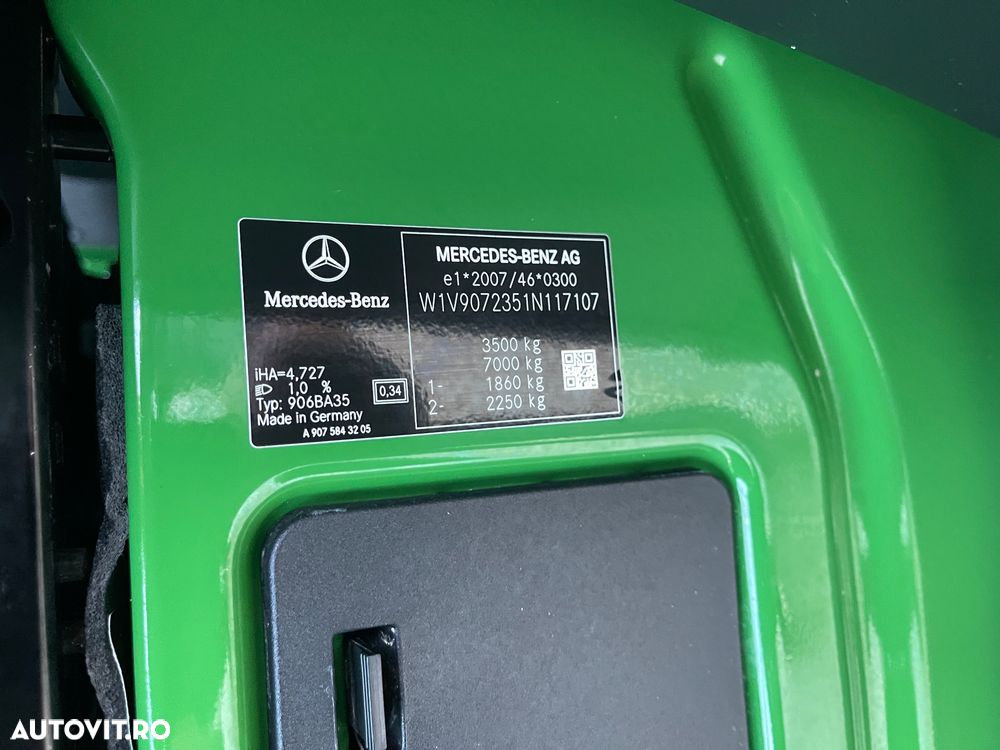 Mercedes-Benz
iHA=4,727
1,0 %
Typ: 906BA35
Made in Germany
0,34
A 907 584 32 05
MERCEDES-BENZ AG
e1*2007/46*0300
W1V9072351N117107
3500 kg
7000 kg
1- 1860 kg
2- 2250 kg
AUTOVIT.RO